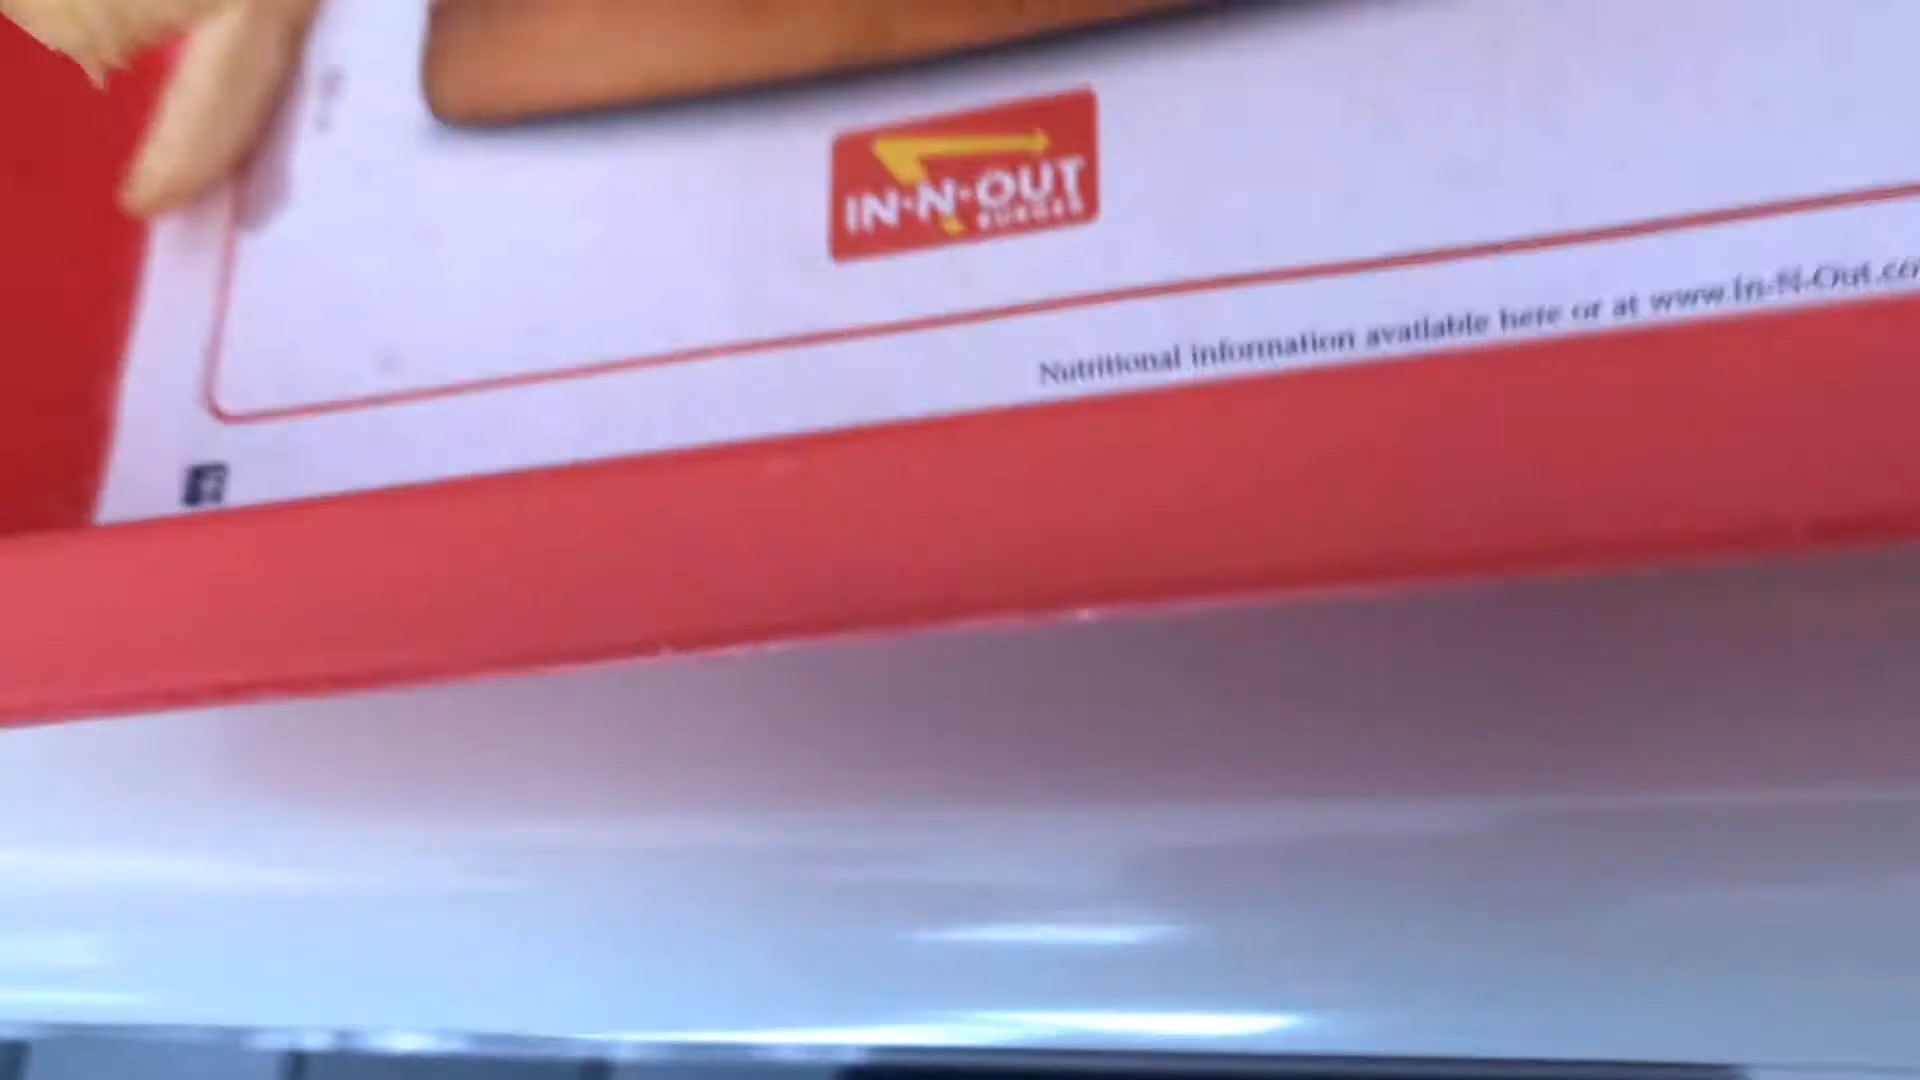 IN-N-OUT
BURGER
Nutritional information available here or at www.In-N-Out.co